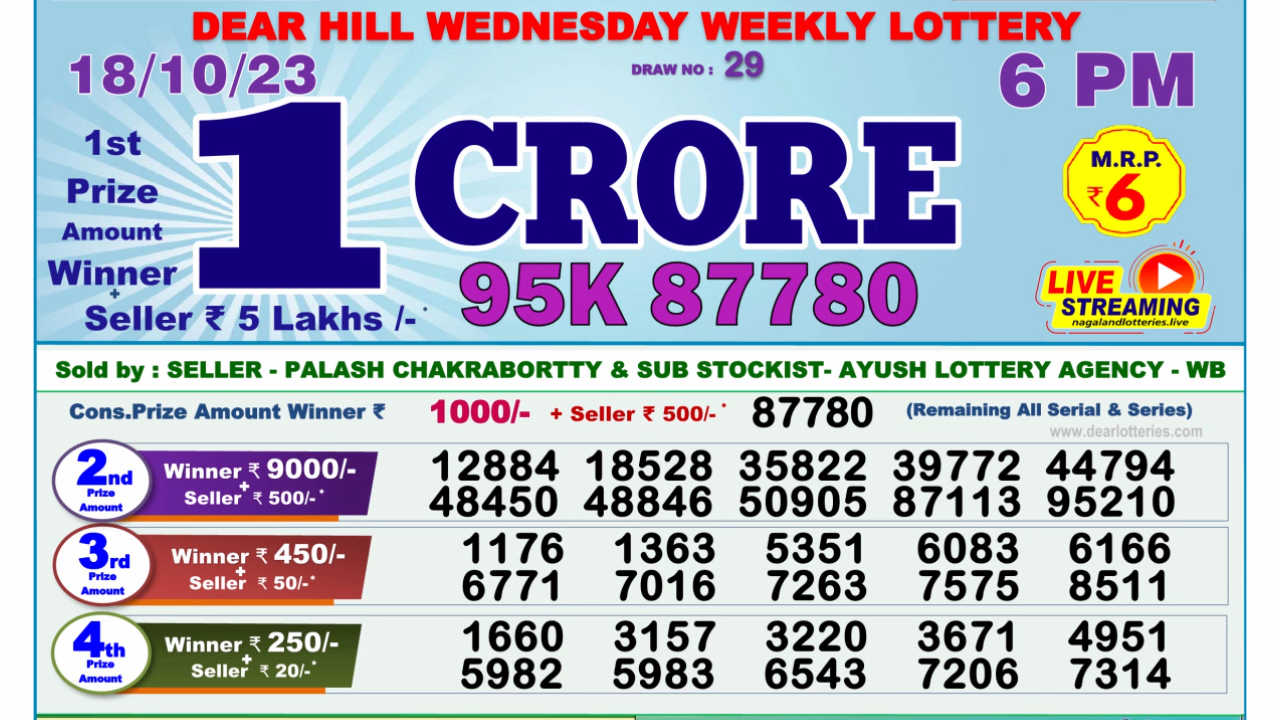 DEAR HILL WEDNESDAY WEEKLY LOTTERY
18/10/23
DRAW NO : 29
6 PM
1st
Prize
Amount
Winner
+
Seller ₹ 5 Lakhs /-*
1 CRORE
95K 87780
M.R.P.
₹6
LIVE
STREAMING
nagalandlotteries.live
Sold by : SELLER - PALASH CHAKRABORTTY & SUB STOCKIST- AYUSH LOTTERY AGENCY - WB
Cons.Prize Amount Winner ₹ 1000/- + Seller ₹ 500/-* 87780 (Remaining All Serial & Series)
www.dearlotteries.com
2nd
Prize
Amount
Winner ₹ 9000/-
+
Seller ₹ 500/-*
12884 18528 35822 39772 44794
48450 48846 50905 87113 95210
3rd
Prize
Amount
Winner ₹ 450/-
+
Seller ₹ 50/-*
1176 1363 5351 6083 6166
6771 7016 7263 7575 8511
4th
Prize
Amount
Winner ₹ 250/-
+
Seller ₹ 20/-*
1660 3157 3220 3671 4951
5982 5983 6543 7206 7314